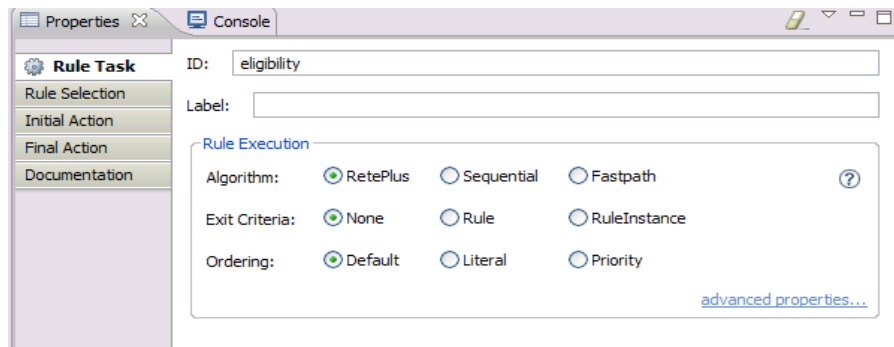 Properties Console
Rule Task
Rule Selection
Initial Action
Final Action
Documentation
ID: eligibility
Label:
Rule Execution
Algorithm: RetePlus Sequential Fastpath ?
Exit Criteria: None Rule RuleInstance
Ordering: Default Literal Priority
advanced properties...